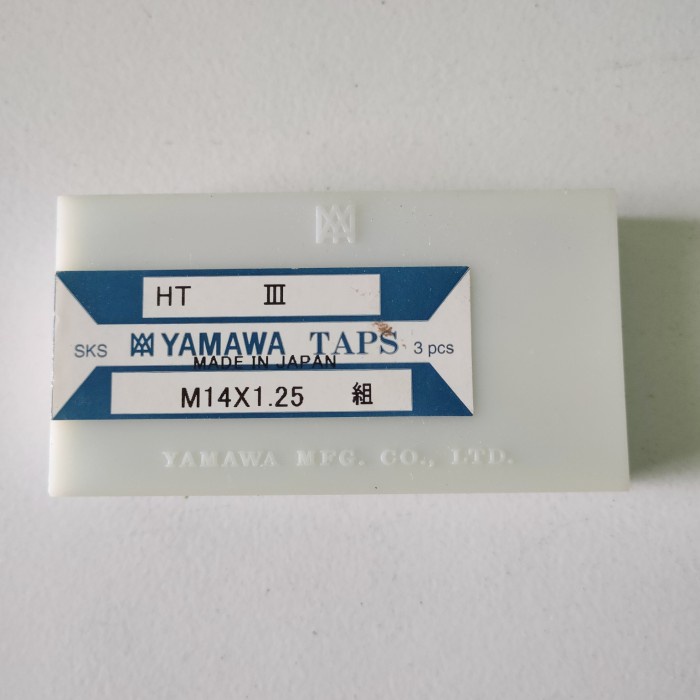 HT Ⅲ
SKS YAMAWA TAPS 3 pcs
MADE IN JAPAN
M14X1.25 組
YAMAWA MFG. CO., LTD.